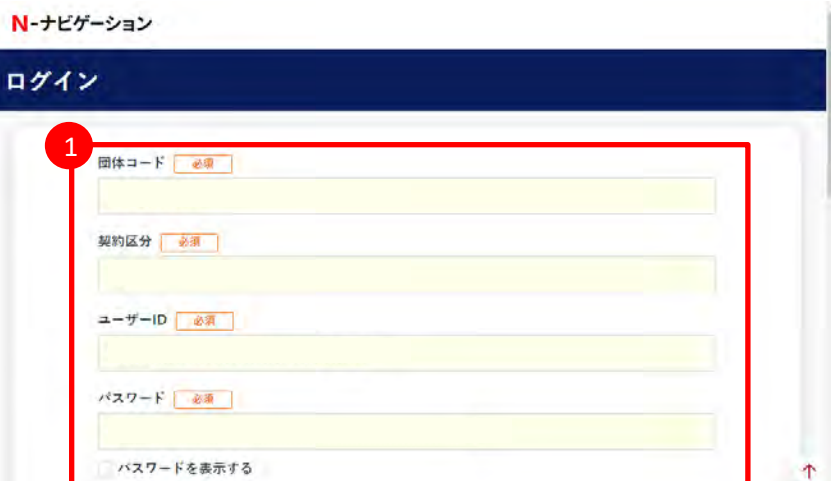 N-ナビゲーション
ログイン
1
団体コード 必須
契約区分 必須
ユーザーID 必須
パスワード 必須
パスワードを表示する